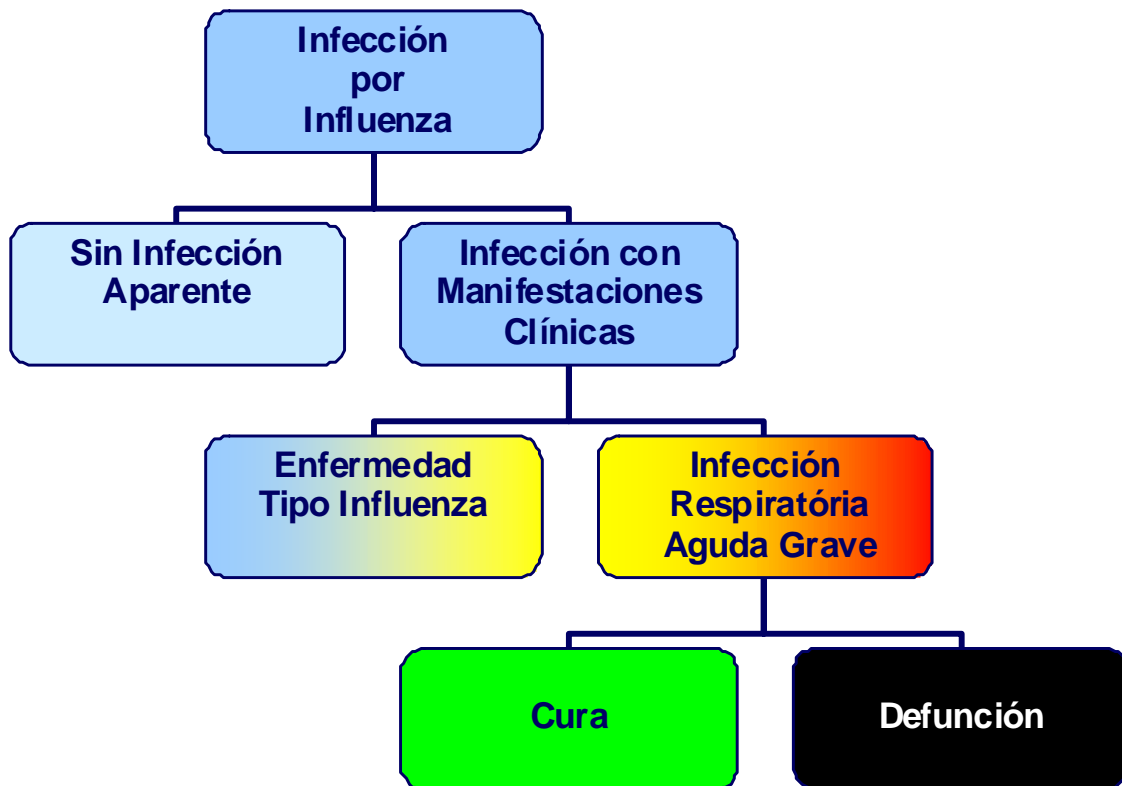 Infección
por
Influenza
Sin Infección
Aparente
Infección con
Manifestaciones
Clínicas
Enfermedad
Tipo Influenza
Infección
Respiratória
Aguda Grave
Cura
Defunción